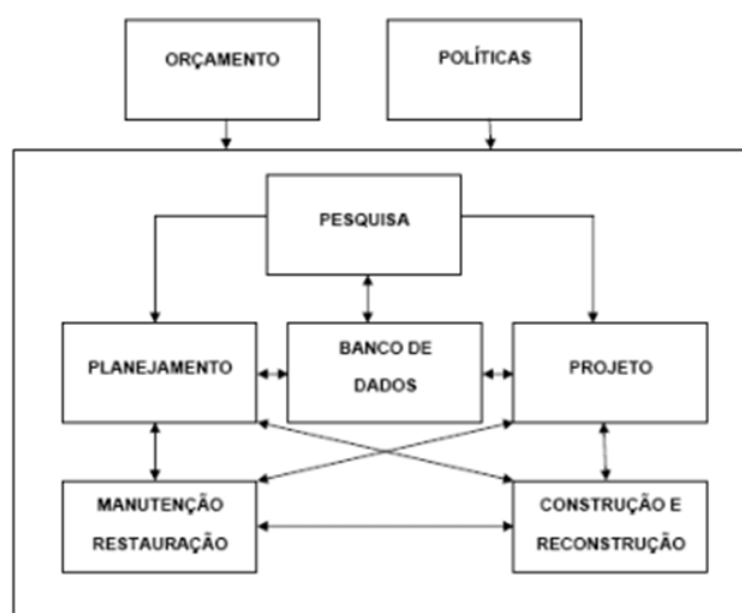 ORÇAMENTO
POLÍTICAS
PESQUISA
PLANEJAMENTO
BANCO DE
DADOS
PROJETO
MANUTENÇÃO
RESTAURAÇÃO
CONSTRUÇÃO E
RECONSTRUÇÃO